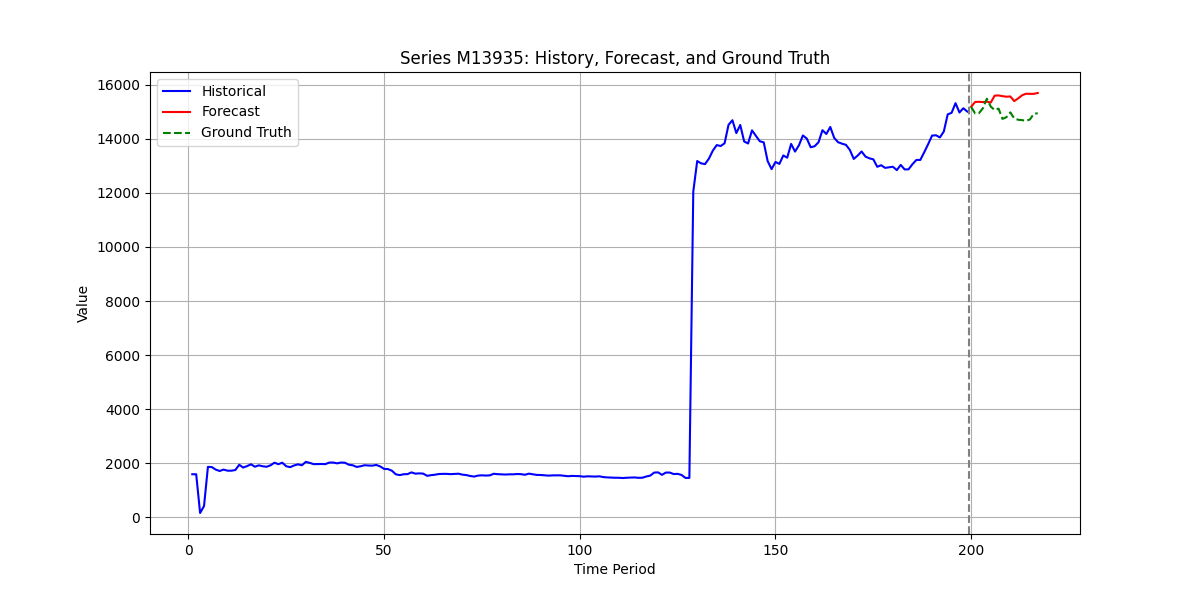 Series M13935: History, Forecast, and Ground Truth
Historical
Forecast
Ground Truth
16000
14000
12000
10000
8000
6000
4000
2000
0
Value
0 50 100 150 200
Time Period